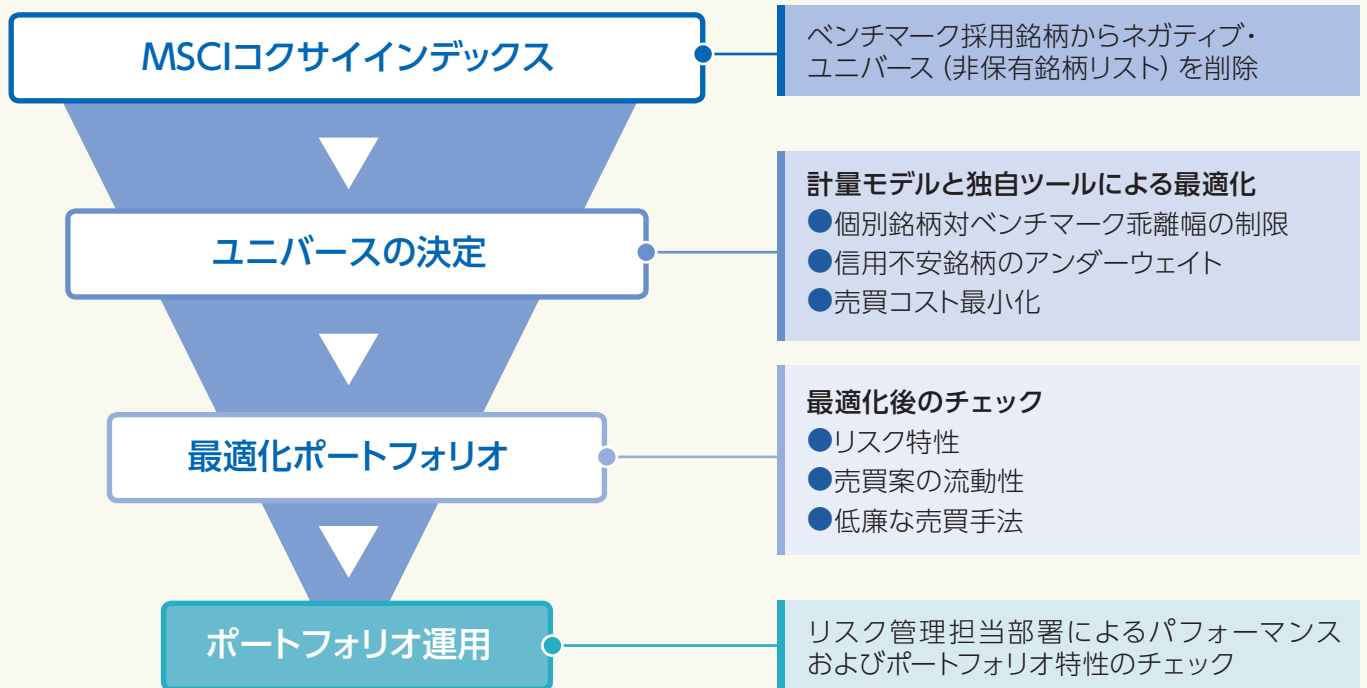 MSCIコクサイインデックス
ベンチマーク採用銘柄からネガティブ・
ユニバース（非保有銘柄リスト）を削除
ユニバースの決定
計量モデルと独自ツールによる最適化
●個別銘柄対ベンチマーク乖離幅の制限
●信用不安銘柄のアンダーウェイト
●売買コスト最小化
最適化ポートフォリオ
最適化後のチェック
●リスク特性
●売買案の流動性
●低廉な売買手法
ポートフォリオ運用
リスク管理担当部署によるパフォーマンス
およびポートフォリオ特性のチェック